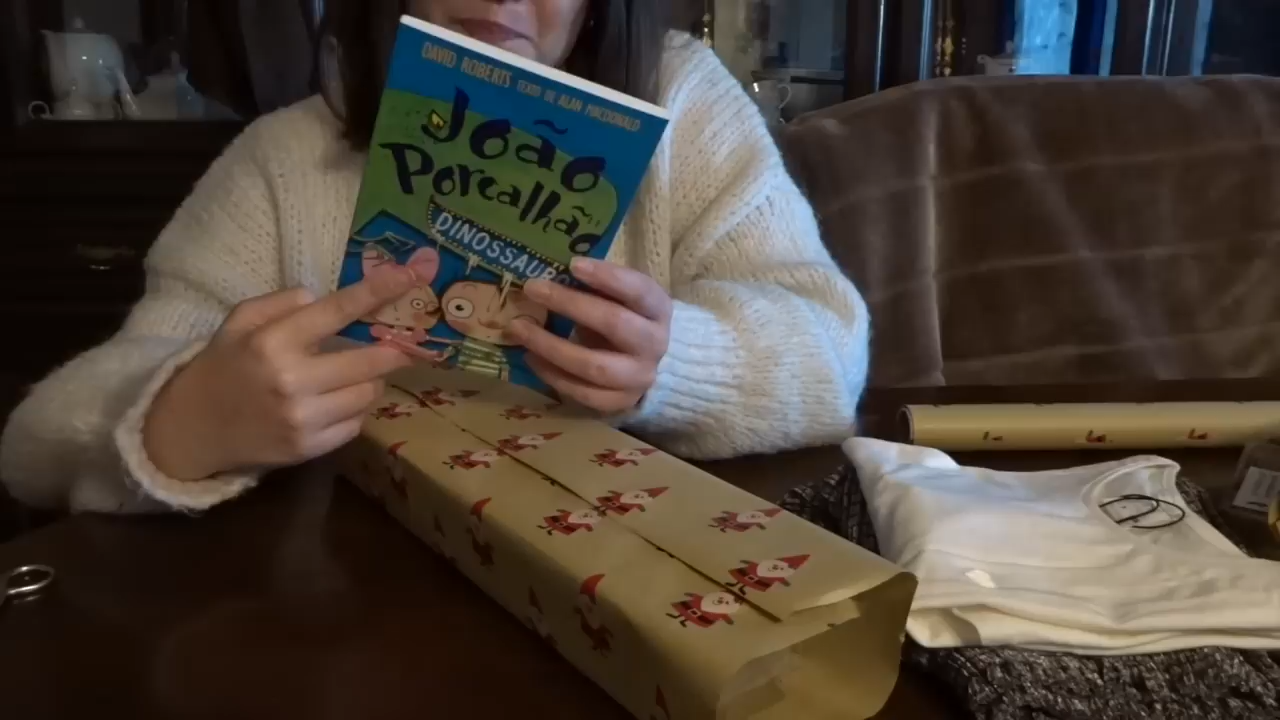 DAVID ROBERTS TEXTO DE ALAN MACDONALD
João
Porcalhão
DINOSSAURO